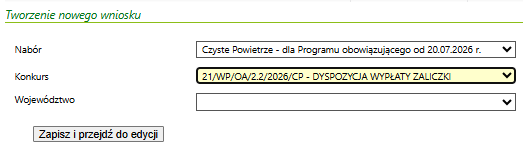 Tworzenie nowego wniosku
Nabór Czyste Powietrze - dla Programu obowiązującego od 20.07.2026 r.
Konkurs 21/WP/OA/2.2/2026/CP - DYSPOZYCJA WYPŁATY ZALICZKI
Województwo
Zapisz i przejdź do edycji